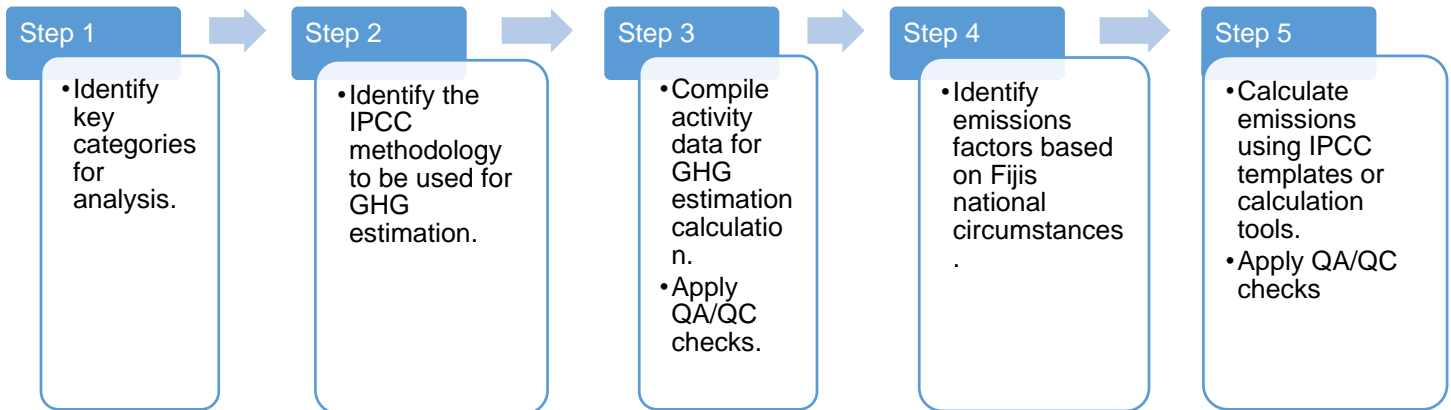 Step 1
•Identify
key
categories
for
analysis.
Step 2
•Identify the
IPCC
methodology
to be used for
GHG
estimation.
Step 3
•Compile
activity
data for
GHG
estimation
calculatio
n.
•Apply
QA/QC
checks.
Step 4
•Identify
emissions
factors based
on Fijis
national
circumstances
.
Step 5
•Calculate
emissions
using IPCC
templates or
calculation
tools.
•Apply QA/QC
checks